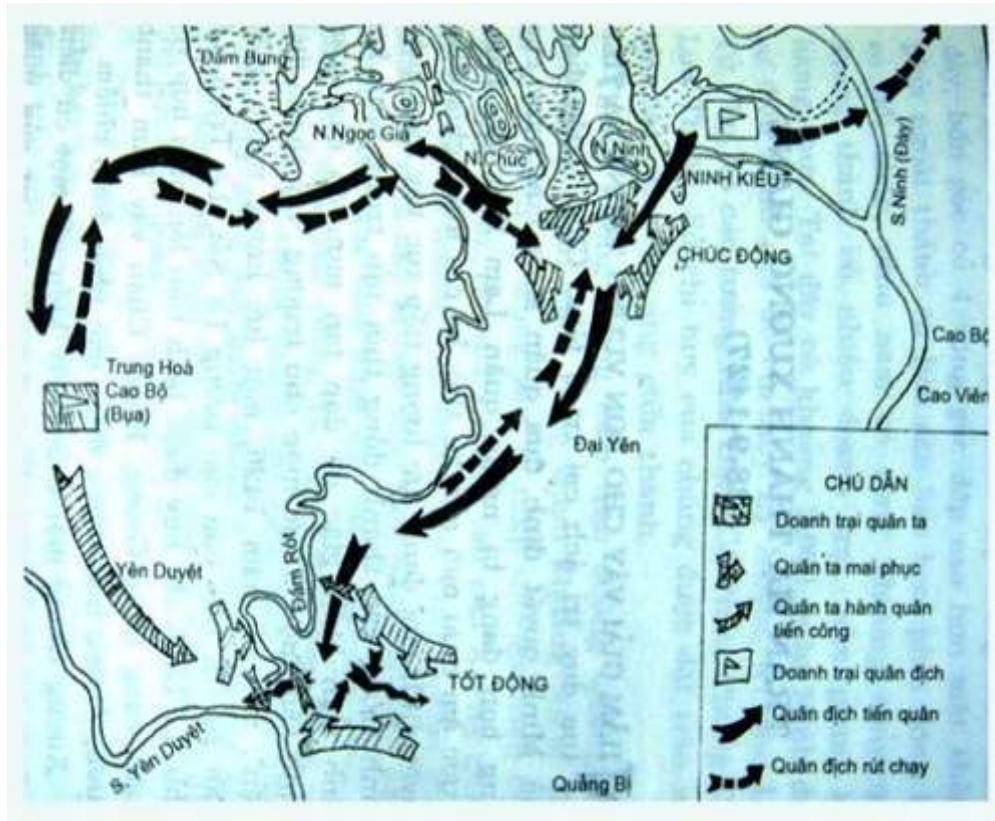 Đầm Bung
N.Ngọc Giả
N.Chúc
N.Ninh
NINH KIỀU
S.Ninh (Đáy)
CHÚC ĐỘNG
Trung Hoà
Cao Bộ
(Bụa)
Cao Bộ
Cao Viên
Đại Yên
Yên Duyệt
Đầm Rót
TỐT ĐỘNG
S. Yên Duyệt
Quảng Bị
CHÚ DẪN
Doanh trại quân ta
Quân ta mai phục
Quân ta hành quân
tiến công
Doanh trại quân địch
Quân địch tiến quân
Quân địch rút chạy